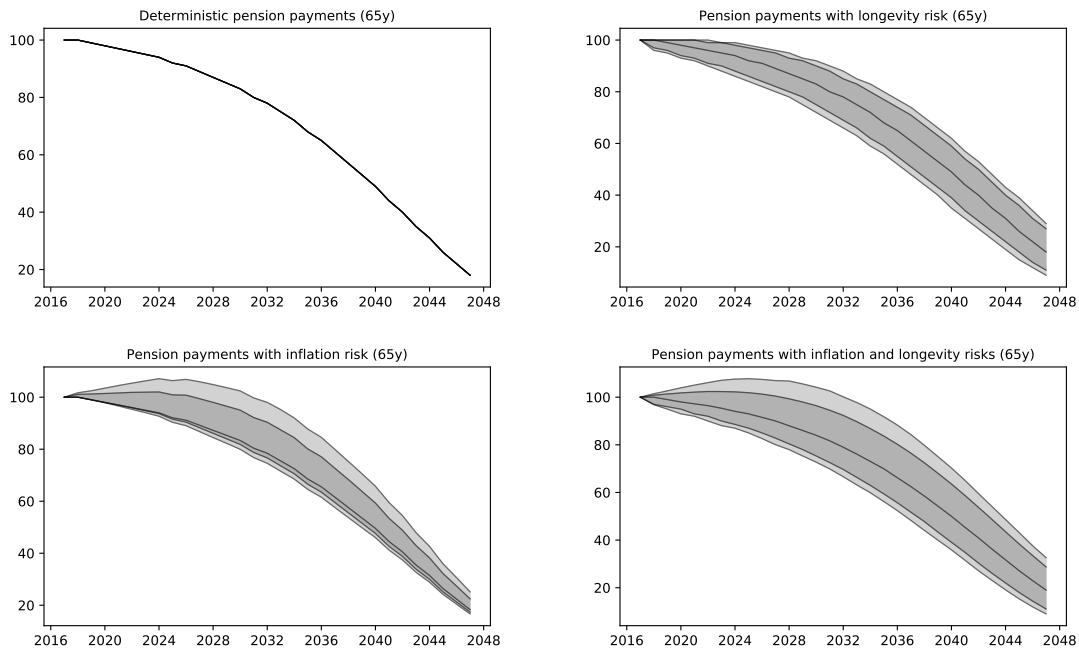 Deterministic pension payments (65y)
100
80
60
40
20
2016 2020 2024 2028 2032 2036 2040 2044 2048
Pension payments with longevity risk (65y)
100
80
60
40
20
2016 2020 2024 2028 2032 2036 2040 2044 2048
Pension payments with inflation risk (65y)
100
80
60
40
20
2016 2020 2024 2028 2032 2036 2040 2044 2048
Pension payments with inflation and longevity risks (65y)
100
80
60
40
20
2016 2020 2024 2028 2032 2036 2040 2044 2048